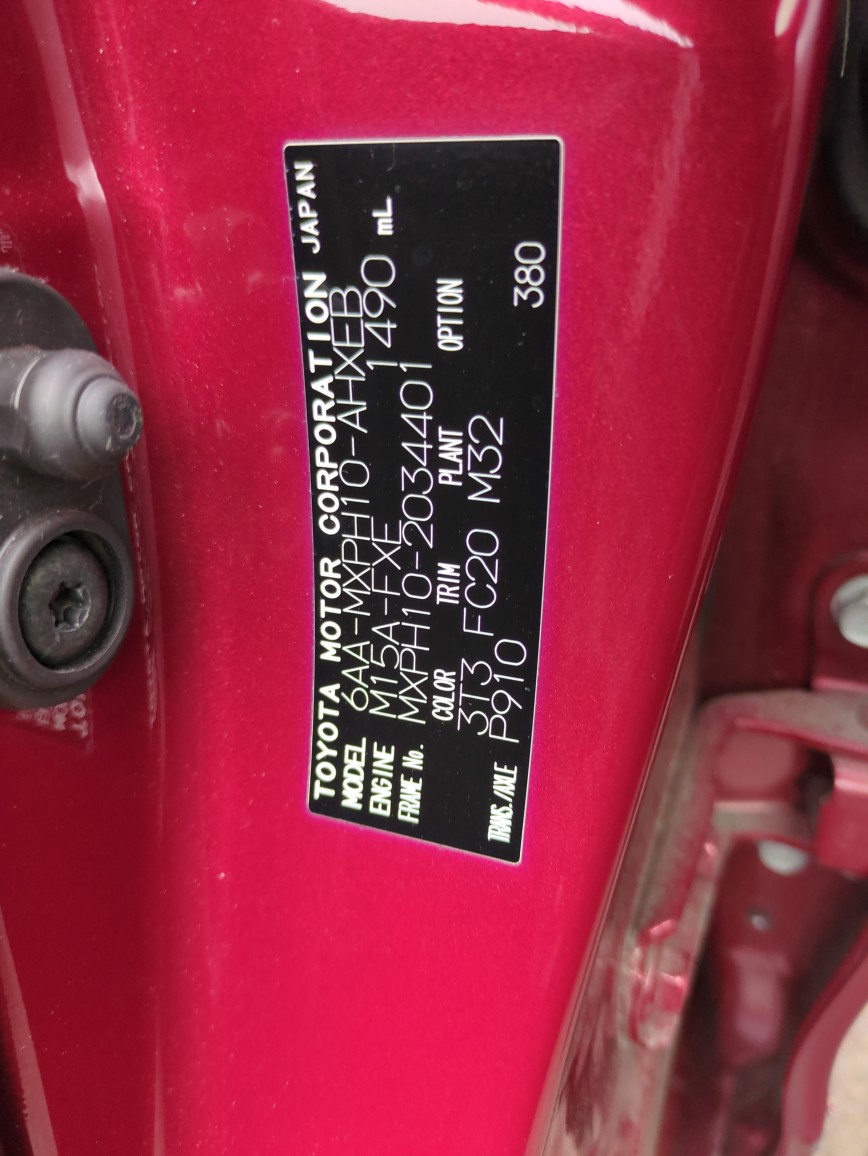 TOYOTA MOTOR CORPORATION JAPAN
MODEL 6AA-MXPH10-AHXEB
ENGINE M15A-FXE 1490 mL
FRAME No. MXPH10-2034401
COLOR TRIM PLANT OPTION
3T3 FC20 M32
TRANS./AXLE P910 380